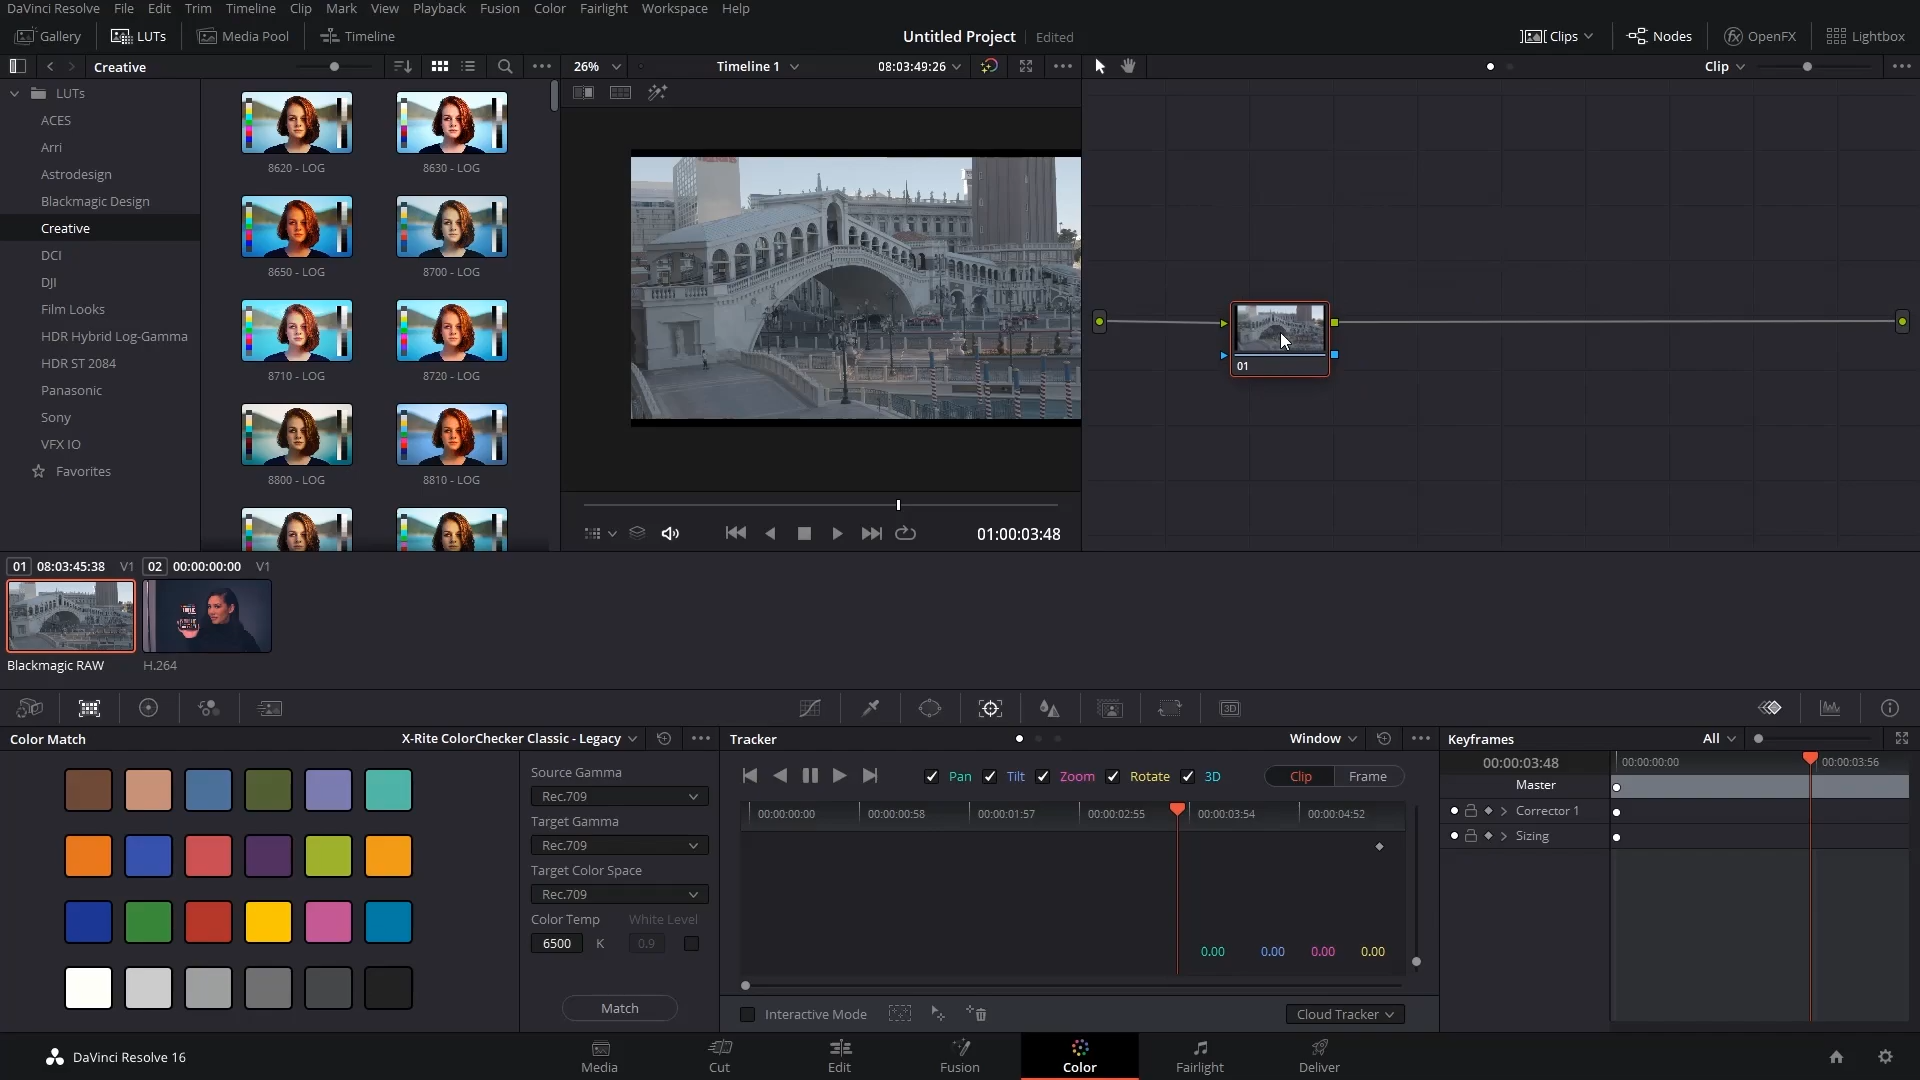 DaVinci Resolve File Edit Trim Timeline Clip Mark View Playback Fusion Color Fairlight Workspace Help
Gallery LUTs Media Pool Timeline Untitled Project Edited Clips Nodes OpenFX Lightbox
Creative 26% Timeline 1 08:03:49:26 Clip
LUTs
ACES
Arri
Astrodesign
Blackmagic Design
Creative
DCI
DJI
Film Looks
HDR Hybrid Log-Gamma
HDR ST 2084
Panasonic
Sony
VFX IO
Favorites
8620 - LOG 8630 - LOG
8650 - LOG 8700 - LOG
8710 - LOG 8720 - LOG
8800 - LOG 8810 - LOG
01
01:00:03:48
01 08:03:45:38 V1 02 00:00:00:00 V1
Blackmagic RAW H.264
3D
Color Match X-Rite ColorChecker Classic - Legacy
Source Gamma
Rec.709
Target Gamma
Rec.709
Target Color Space
Rec.709
Color Temp White Level
6500 K 0.9
Match
Tracker Window
Pan Tilt Zoom Rotate 3D Clip Frame
00:00:00:00 00:00:00:58 00:00:01:57 00:00:02:55 00:00:03:54 00:00:04:52
0.00 0.00 0.00 0.00
Interactive Mode Cloud Tracker
Keyframes All
00:00:03:48 00:00:00:00 00:00:03:56
Master
Corrector 1
Sizing
DaVinci Resolve 16 Media Cut Edit Fusion Color Fairlight Deliver